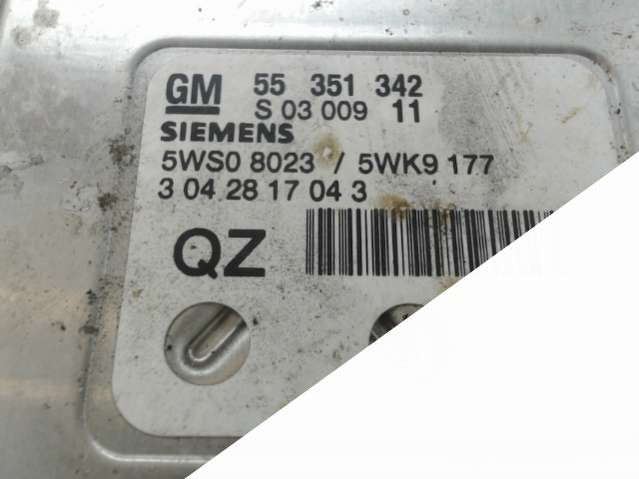 GM 55 351 342
S 03 009 11
SIEMENS
5WS0 8023 / 5WK9 177
3 04 28 17 04 3
QZ